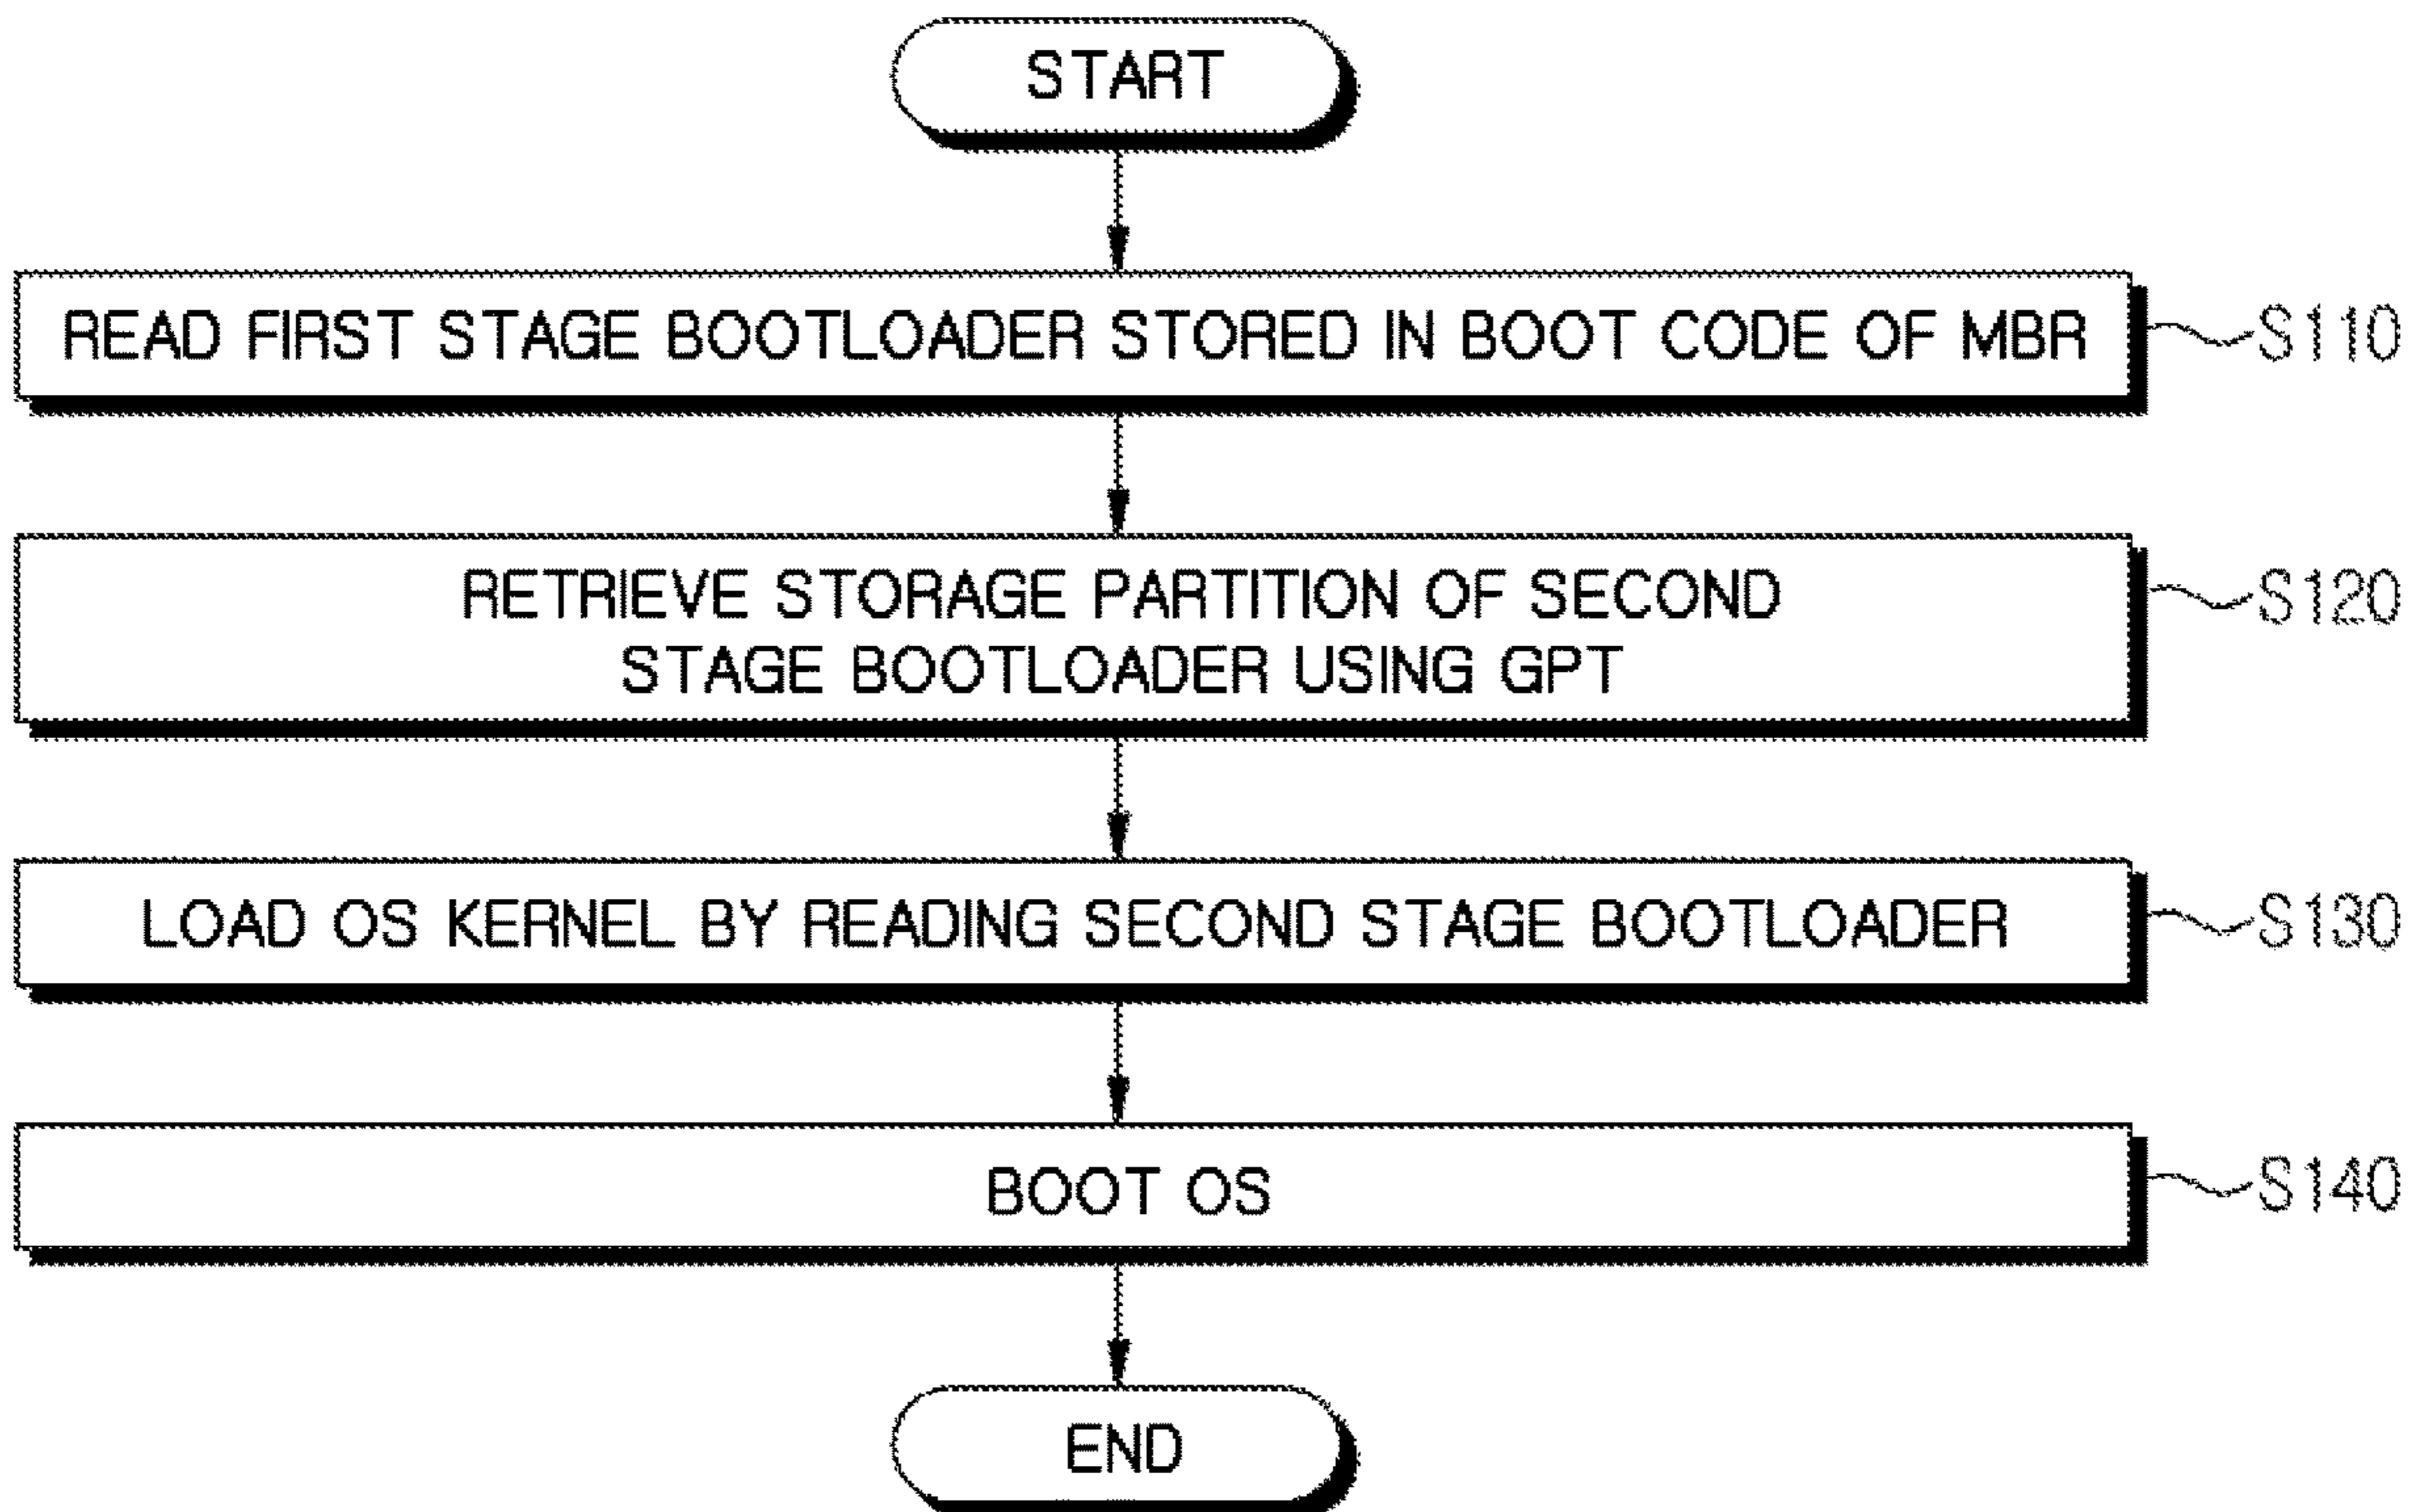 START
READ FIRST STAGE BOOTLOADER STORED IN BOOT CODE OF MBR
S110
RETRIEVE STORAGE PARTITION OF SECOND
STAGE BOOTLOADER USING GPT
S120
LOAD OS KERNEL BY READING SECOND STAGE BOOTLOADER
S130
BOOT OS
S140
END